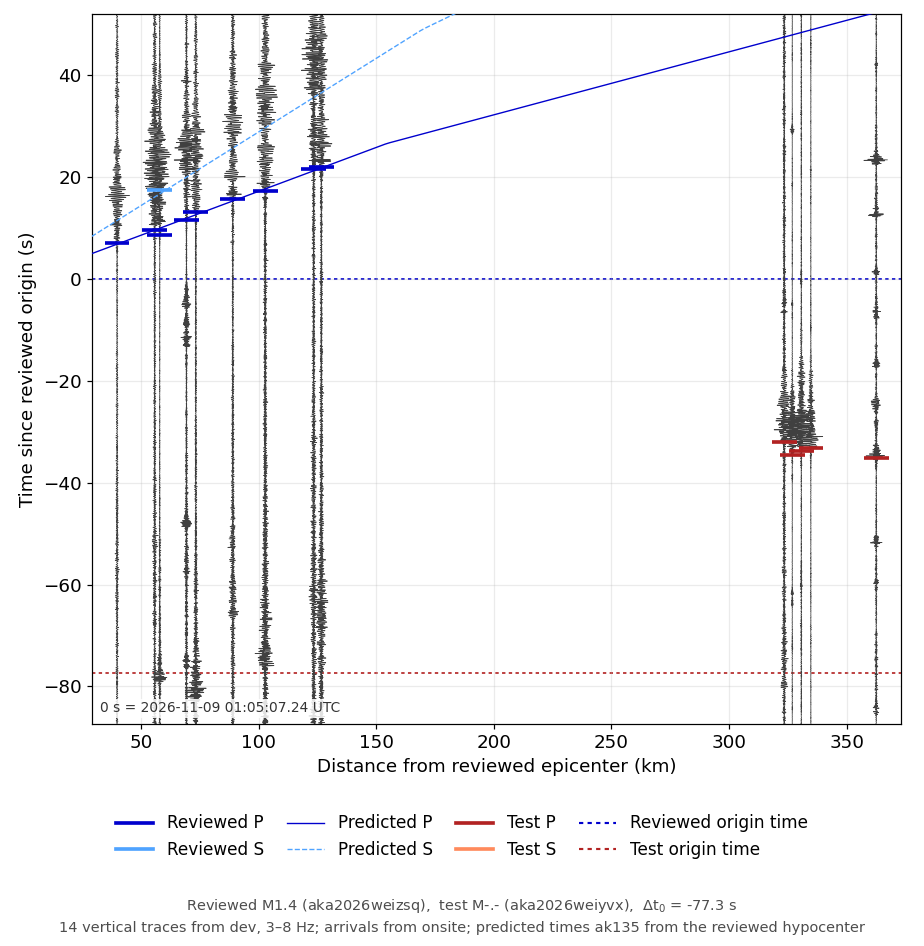 40
20
0
−20
−40
−60
−80
Time since reviewed origin (s)
0 s = 2026-11-09 01:05:07.24 UTC
50 100 150 200 250 300 350
Distance from reviewed epicenter (km)
Reviewed P Predicted P Test P Reviewed origin time
Reviewed S Predicted S Test S Test origin time
Reviewed M1.4 (aka2026weizsq), test M-.- (aka2026weiyvx), Δt₀ = -77.3 s
14 vertical traces from dev, 3–8 Hz; arrivals from onsite; predicted times ak135 from the reviewed hypocenter